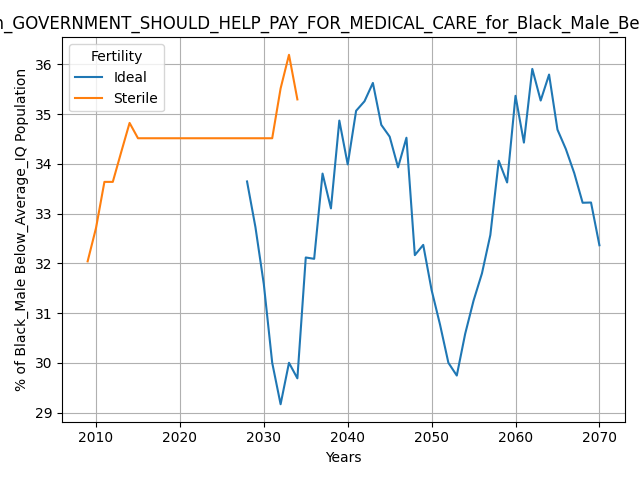 GOVERNMENT_SHOULD_HELP_PAY_FOR_MEDICAL_CARE_for_Black_Male_Be
Fertility
Ideal
Sterile
% of Black_Male Below_Average_IQ Population
36
35
34
33
32
31
30
29
2010 2020 2030 2040 2050 2060 2070
Years